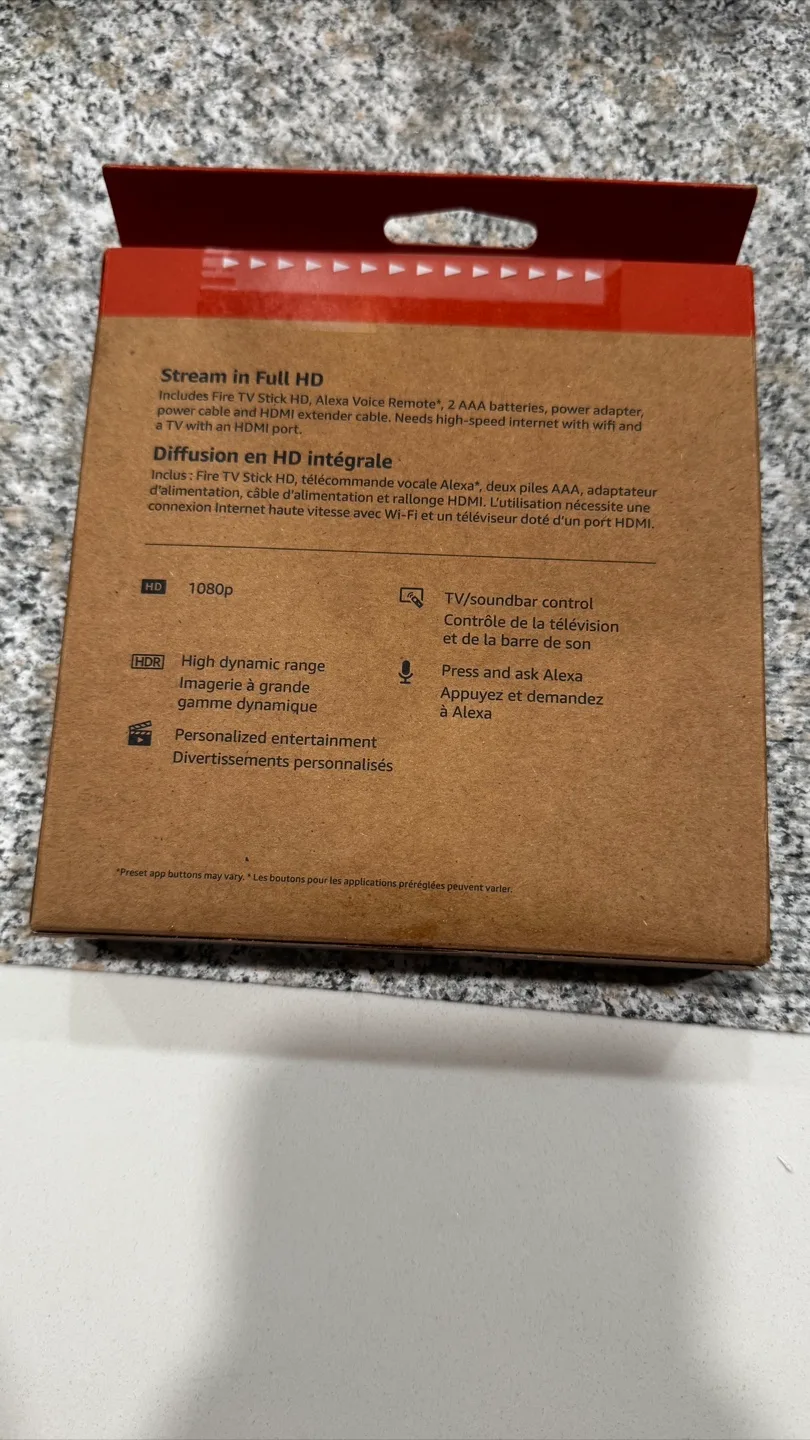 Stream in Full HD
Includes Fire TV Stick HD, Alexa Voice Remote*, 2 AAA batteries, power adapter,
power cable and HDMI extender cable. Needs high-speed internet with wifi and
a TV with an HDMI port.
Diffusion en HD intégrale
Inclus : Fire TV Stick HD, télécommande vocale Alexa*, deux piles AAA, adaptateur
d'alimentation, câble d'alimentation et rallonge HDMI. L'utilisation nécessite une
connexion Internet haute vitesse avec Wi-Fi et un téléviseur doté d'un port HDMI.
HD 1080p
HDR High dynamic range
Imagerie à grande
gamme dynamique
Personalized entertainment
Divertissements personnalisés
TV/soundbar control
Contrôle de la télévision
et de la barre de son
Press and ask Alexa
Appuyez et demandez
à Alexa
*Preset app buttons may vary. * Les boutons pour les applications préréglées peuvent varier.